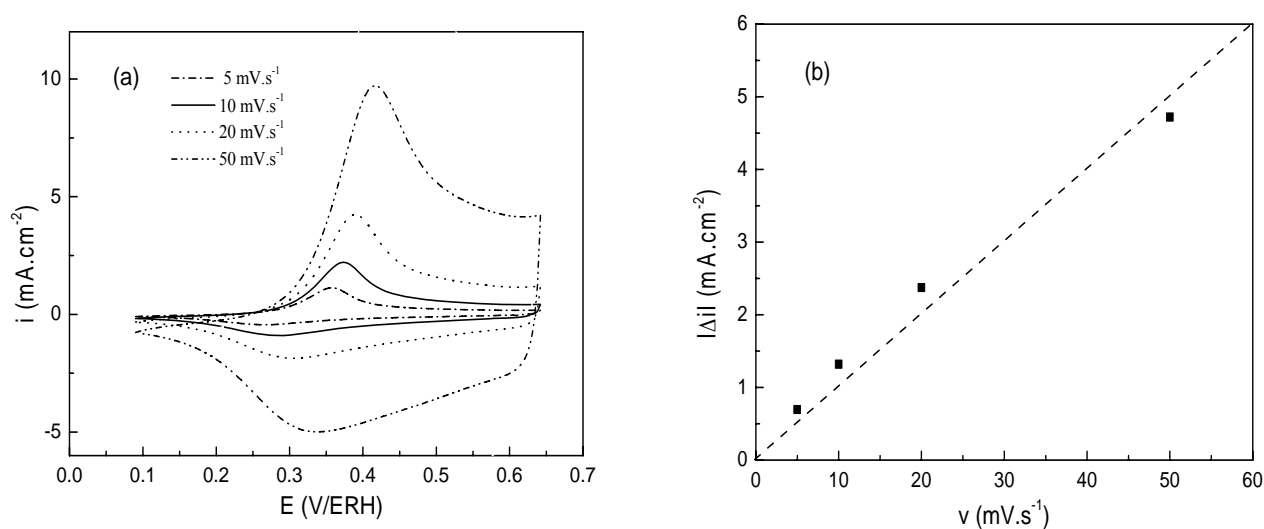 (a)
5 mV.s-1
10 mV.s-1
20 mV.s-1
50 mV.s-1
10
5
0
-5
i (mA.cm-2)
0.0 0.1 0.2 0.3 0.4 0.5 0.6 0.7
E (V/ERH)
(b)
6
5
4
3
2
1
0
IΔiI (mA.cm-2)
0 10 20 30 40 50 60
v (mV.s-1)